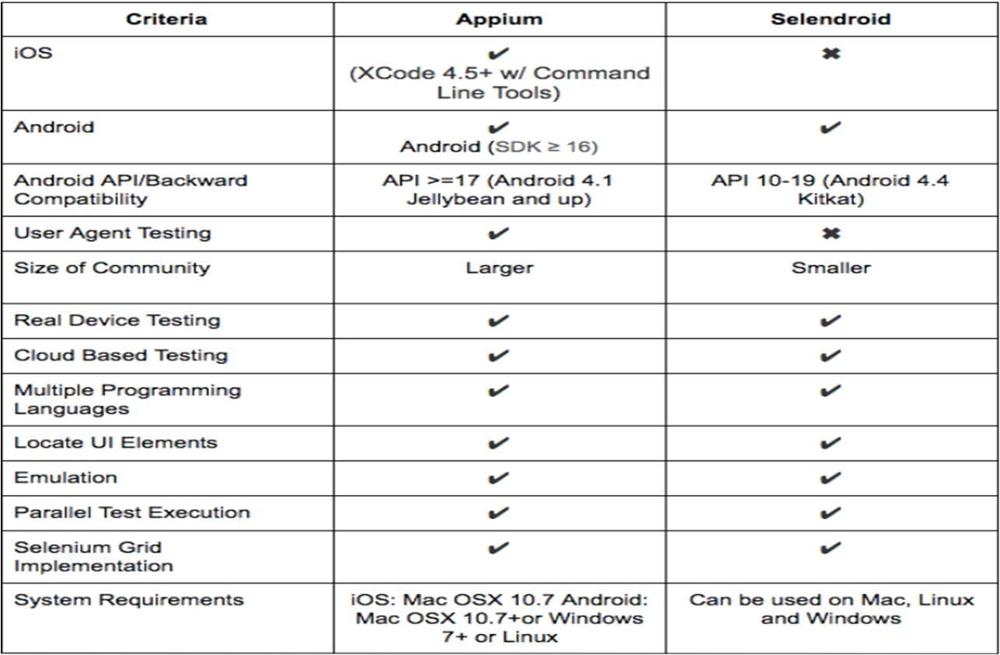 Criteria Appium Selendroid
iOS ✔ ✖
(XCode 4.5+ w/ Command
Line Tools)
Android ✔ ✔
Android (SDK ≥ 16)
Android API/Backward API >=17 (Android 4.1 API 10-19 (Android 4.4
Compatibility Jellybean and up) Kitkat)
User Agent Testing ✔ ✖
Size of Community Larger Smaller
Real Device Testing ✔ ✔
Cloud Based Testing ✔ ✔
Multiple Programming ✔ ✔
Languages
Locate UI Elements ✔ ✔
Emulation ✔ ✔
Parallel Test Execution ✔ ✔
Selenium Grid ✔ ✔
Implementation
System Requirements iOS: Mac OSX 10.7 Android: Can be used on Mac, Linux
Mac OSX 10.7+or Windows and Windows
7+ or Linux